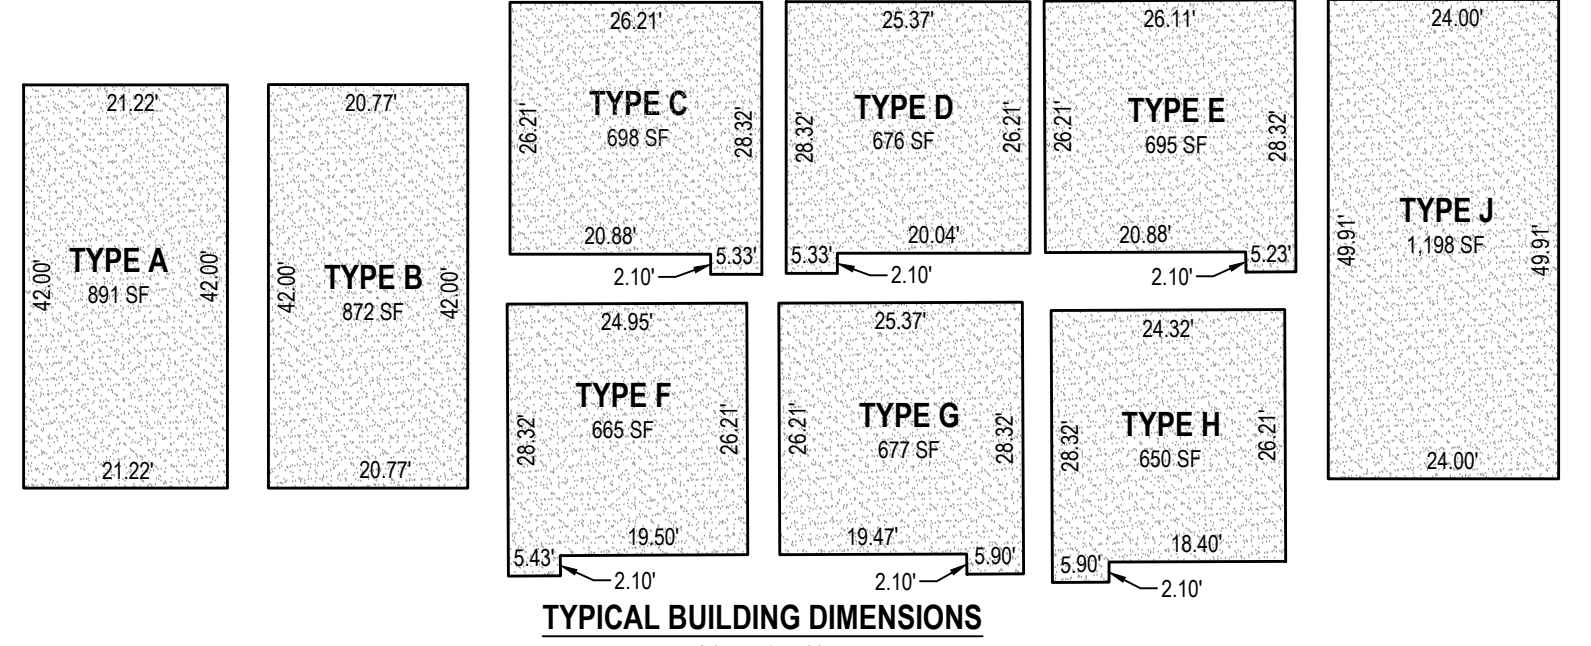 21.22'
TYPE A
891 SF
42.00'
42.00'
21.22'
20.77'
TYPE B
872 SF
42.00'
42.00'
20.77'
26.21'
TYPE C
698 SF
26.21'
28.32'
20.88'
5.33'
2.10'
25.37'
TYPE D
676 SF
28.32'
26.21'
20.04'
5.33'
2.10'
26.11'
TYPE E
695 SF
26.21'
28.32'
20.88'
5.23'
2.10'
24.95'
TYPE F
665 SF
28.32'
26.21'
19.50'
5.43'
2.10'
25.37'
TYPE G
677 SF
26.21'
28.32'
19.47'
5.90'
2.10'
24.32'
TYPE H
650 SF
28.32'
26.21'
18.40'
5.90'
2.10'
24.00'
TYPE J
1,198 SF
49.91'
49.91'
24.00'
TYPICAL BUILDING DIMENSIONS